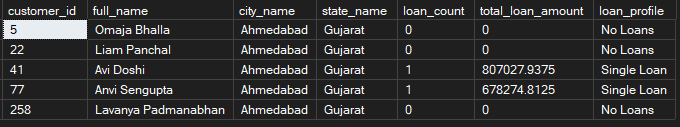 customer_id full_name city_name state_name loan_count total_loan_amount loan_profile
5 Omaja Bhalla Ahmedabad Gujarat 0 0 No Loans
22 Liam Panchal Ahmedabad Gujarat 0 0 No Loans
41 Avi Doshi Ahmedabad Gujarat 1 807027.9375 Single Loan
77 Anvi Sengupta Ahmedabad Gujarat 1 678274.8125 Single Loan
258 Lavanya Padmanabhan Ahmedabad Gujarat 0 0 No Loans